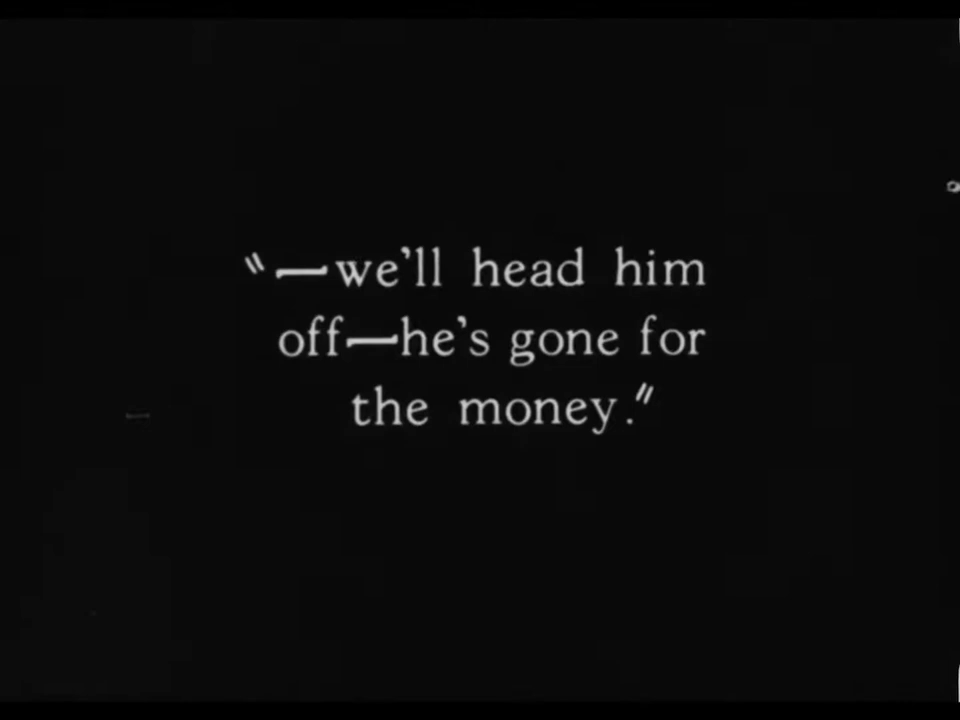 "—we'll head him
off—he's gone for
the money."